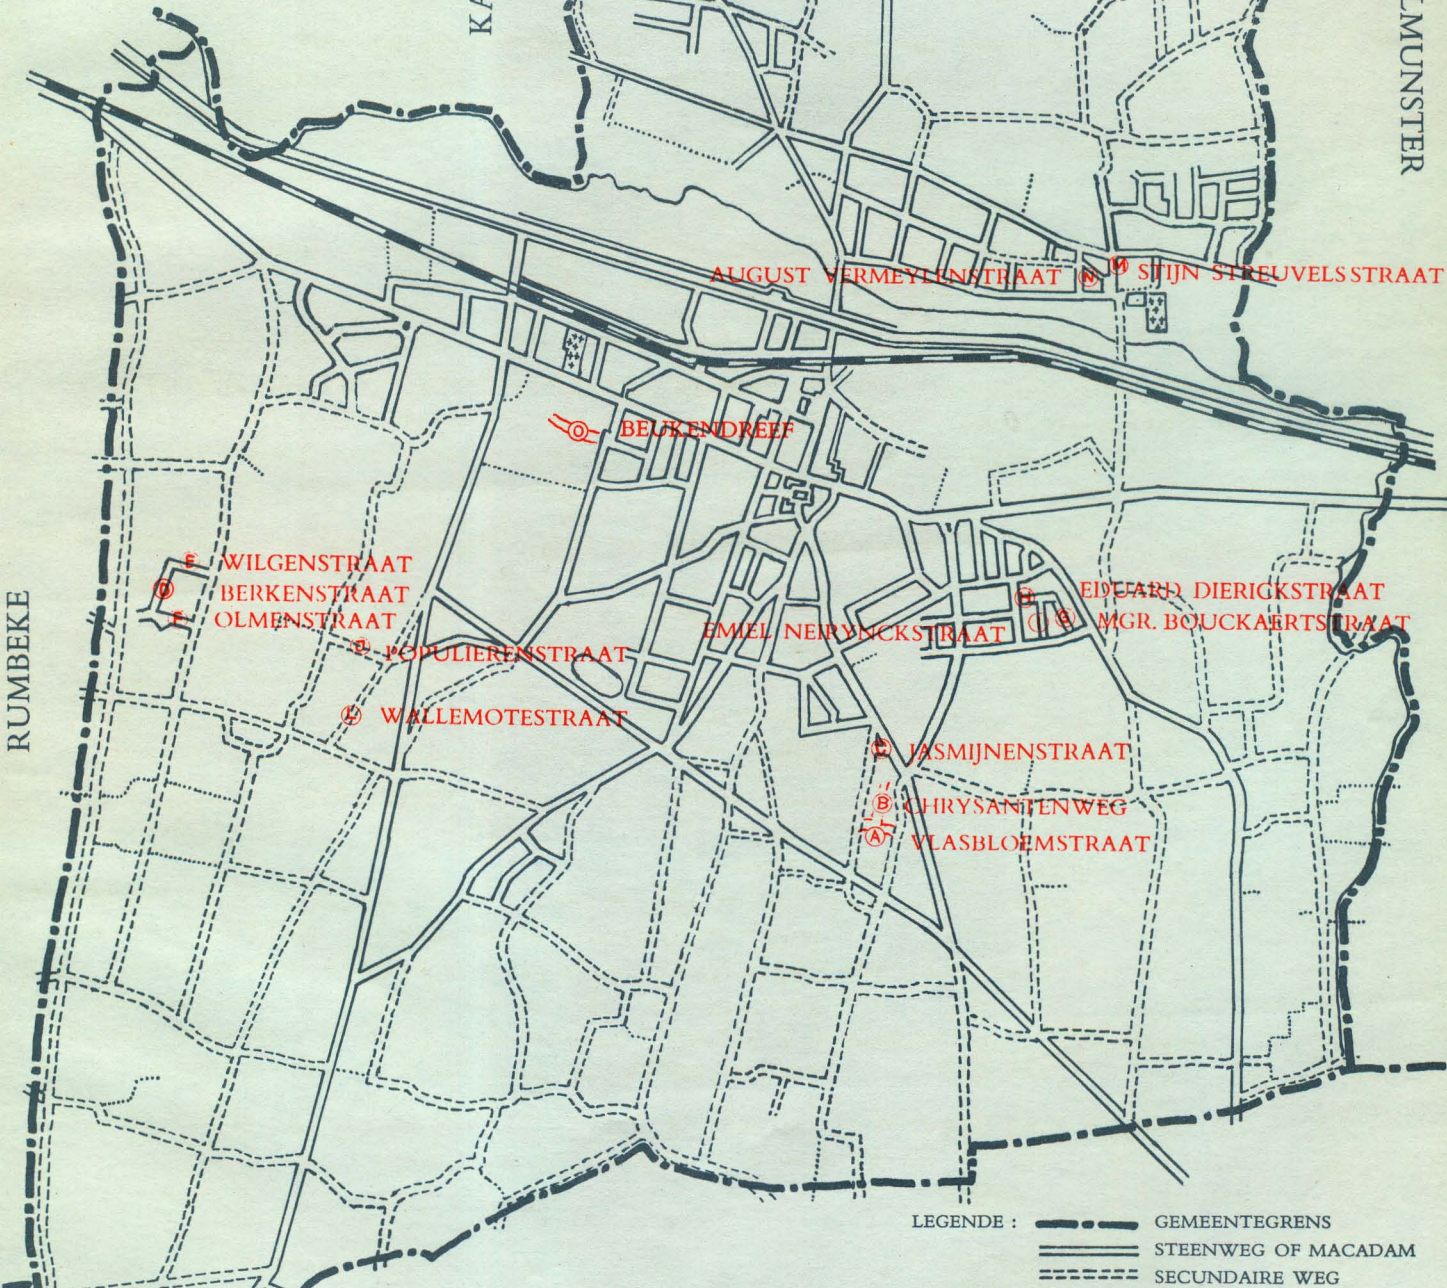 KA
LMUNSTER
AUGUST VERMEYLENSTRAAT N M STIJN STREUVELSSTRAAT
O BEUKENDREEF
E WILGENSTRAAT
D BERKENSTRAAT
F OLMENSTRAAT
H EDUARD DIERICKSTRAAT
EMIEL NEIRYNCKSTRAAT I G MGR. BOUCKAERTSTRAAT
RUMBEKE
J POPULIERENSTRAAT
L WALLEMOTESTRAAT
C JASMIJNENSTRAAT
B CHRYSANTENWEG
A VLASBLOEMSTRAAT
LEGENDE : GEMEENTEGRENS
STEENWEG OF MACADAM
SECUNDAIRE WEG